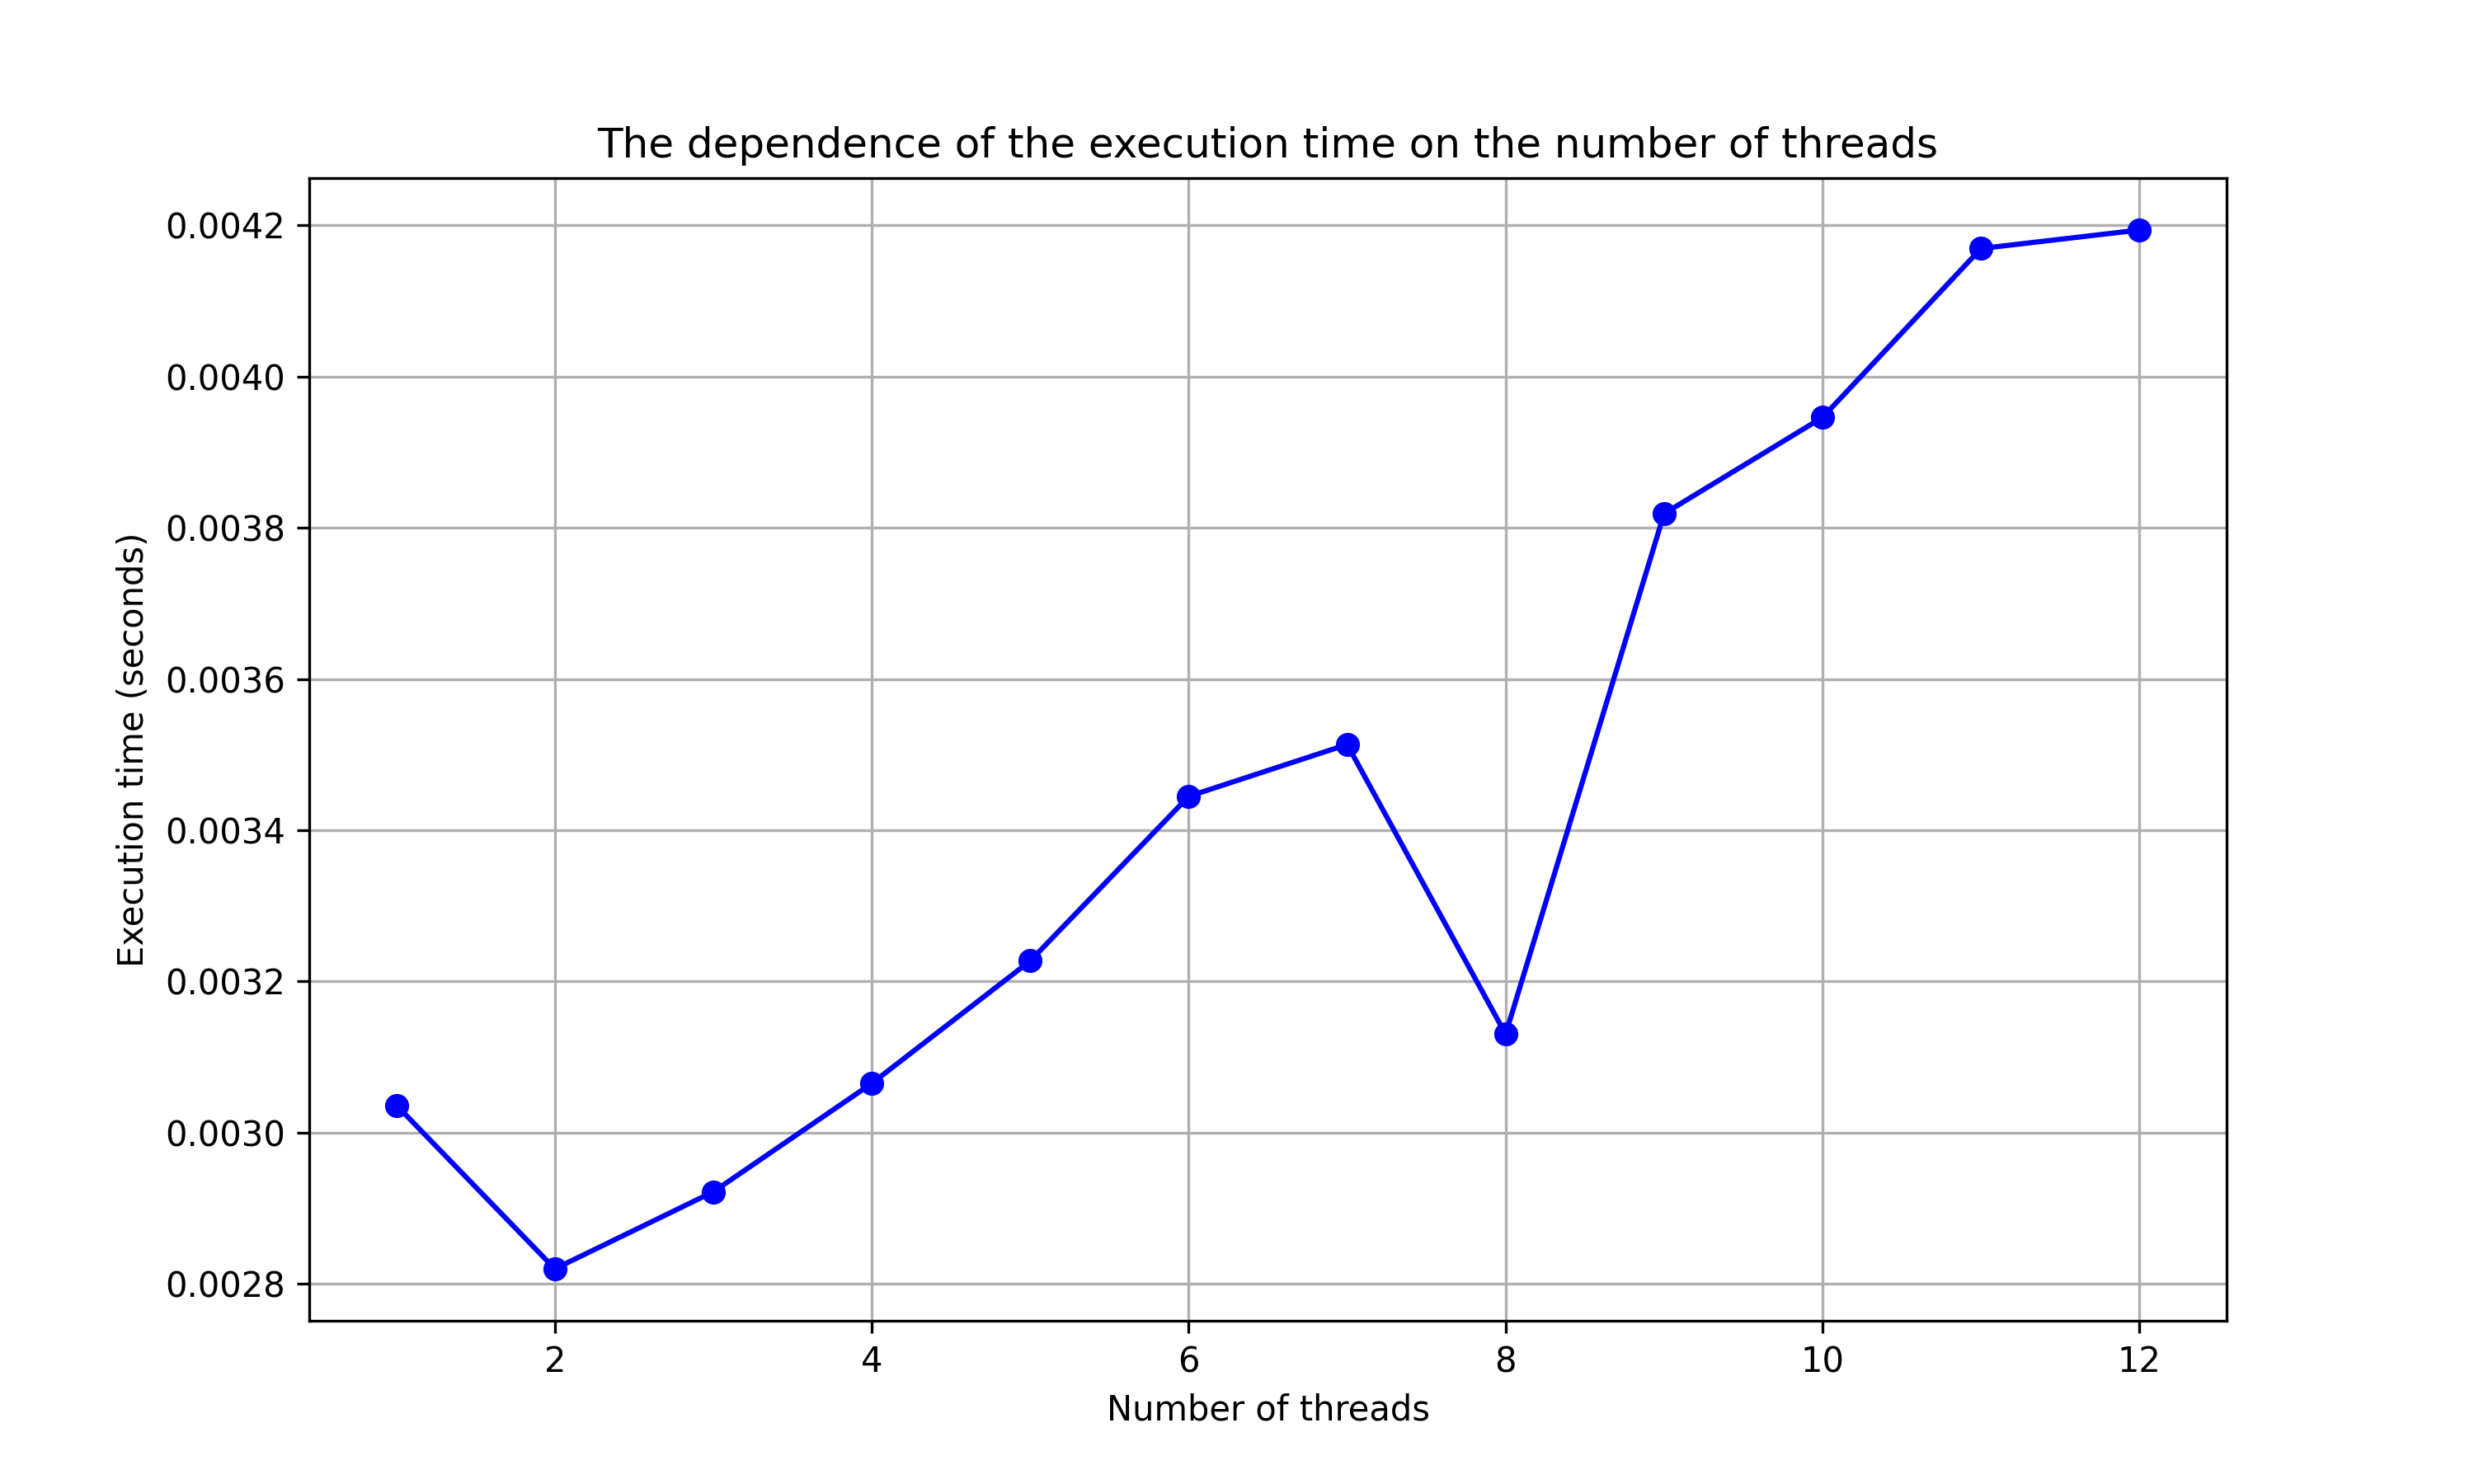 The dependence of the execution time on the number of threads
0.0042
0.0040
0.0038
0.0036
0.0034
0.0032
0.0030
0.0028
Execution time (seconds)
2 4 6 8 10 12
Number of threads